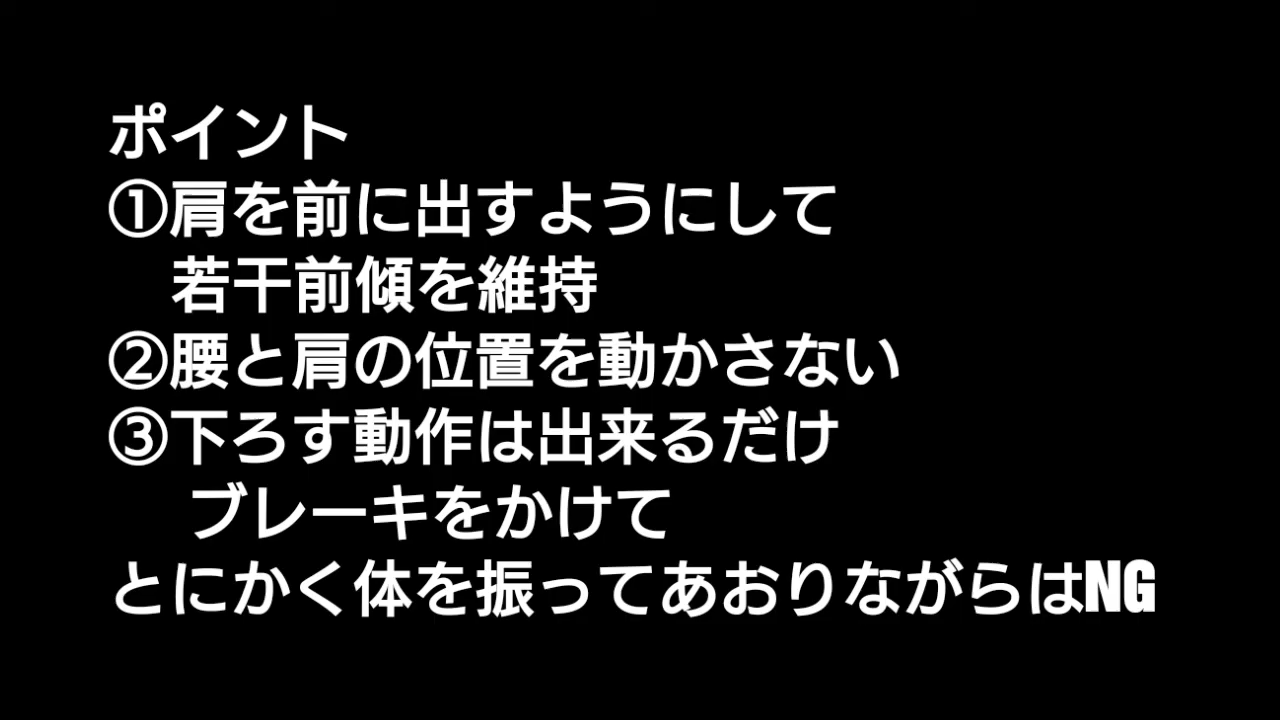 ポイント
①肩を前に出すようにして
若干前傾を維持
②腰と肩の位置を動かさない
③下ろす動作は出来るだけ
ブレーキをかけて
とにかく体を振ってあおりながらはNG